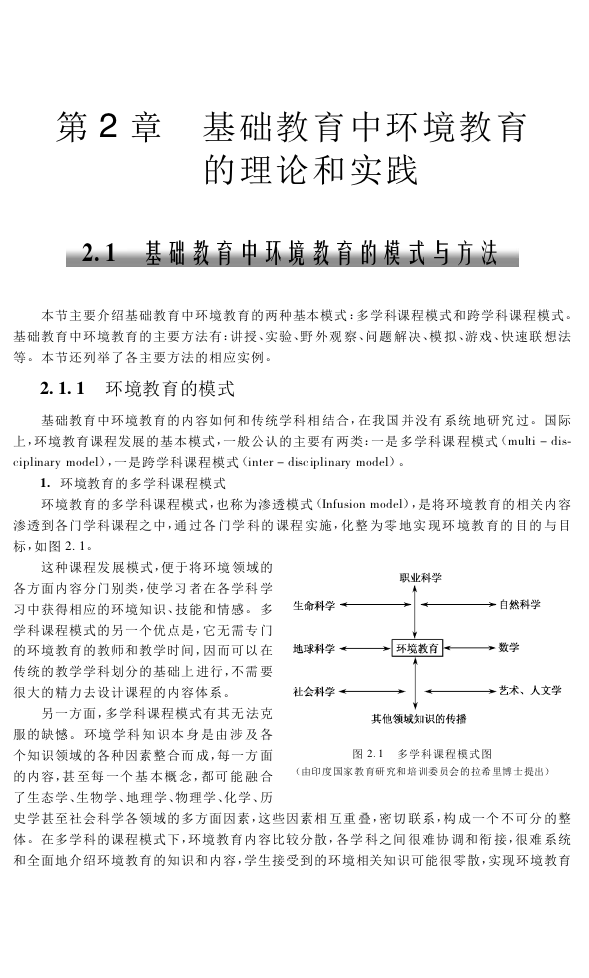 第 2 章　基础教育中环境教育
的理论和实践
2.1　基础教育中环境教育的模式与方法
本节主要介绍基础教育中环境教育的两种基本模式：多学科课程模式和跨学科课程模式。
基础教育中环境教育的主要方法有：讲授、实验、野外观察、问题解决、模拟、游戏、快速联想法
等。本节还列举了各主要方法的相应实例。
2.1.1　环境教育的模式
基础教育中环境教育的内容如何和传统学科相结合，在我国并没有系统地研究过。国际
上，环境教育课程发展的基本模式，一般公认的主要有两类：一是多学科课程模式（multi－dis-
ciplinary model），一是跨学科课程模式（inter－disciplinary model）。
1. 环境教育的多学科课程模式
环境教育的多学科课程模式，也称为渗透模式（Infusion model），是将环境教育的相关内容
渗透到各门学科课程之中，通过各门学科的课程实施，化整为零地实现环境教育的目的与目
标，如图 2.1。
这种课程发展模式，便于将环境领域的
各方面内容分门别类，使学习者在各学科学
习中获得相应的环境知识、技能和情感。多
学科课程模式的另一个优点是，它无需专门
的环境教育的教师和教学时间，因而可以在
传统的教学学科划分的基础上进行，不需要
很大的精力去设计课程的内容体系。
另一方面，多学科课程模式有其无法克
服的缺憾。环境学科知识本身是由涉及各
个知识领域的各种因素整合而成，每一方面
的内容，甚至每一个基本概念，都可能融合
了生态学、生物学、地理学、物理学、化学、历
职业科学
生命科学
自然科学
地球科学
环境教育
数学
社会科学
艺术、人文学
其他领域知识的传播
图 2.1　多学科课程模式图
（由印度国家教育研究和培训委员会的拉希里博士提出）
史学甚至社会科学各领域的多方面因素，这些因素相互重叠，密切联系，构成一个不可分的整
体。在多学科的课程模式下，环境教育内容比较分散，各学科之间很难协调和衔接，很难系统
和全面地介绍环境教育的知识和内容，学生接受到的环境相关知识可能很零散，实现环境教育